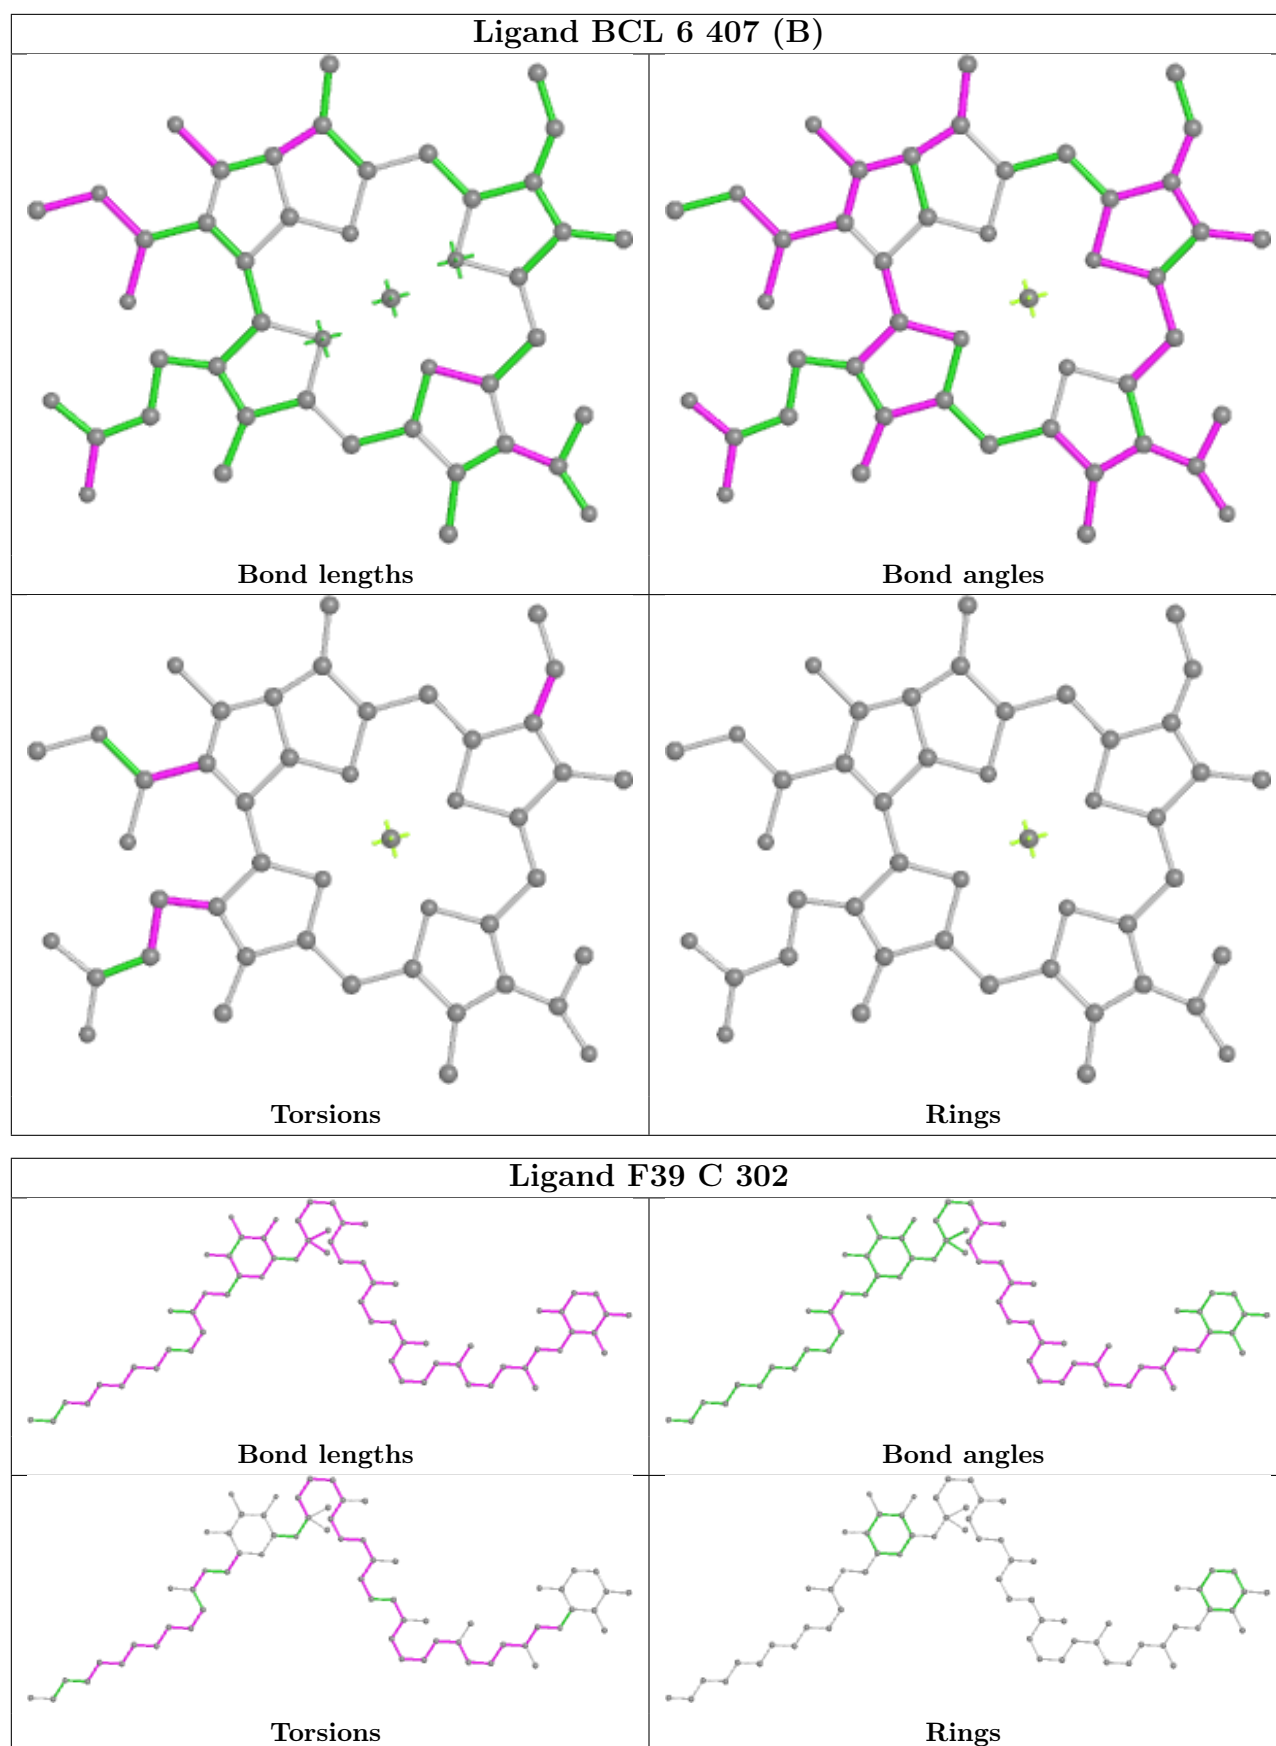 Ligand BCL 6 407 (B)
Bond lengths
Bond angles
Torsions
Rings
Ligand F39 C 302
Bond lengths
Bond angles
Torsions
Rings